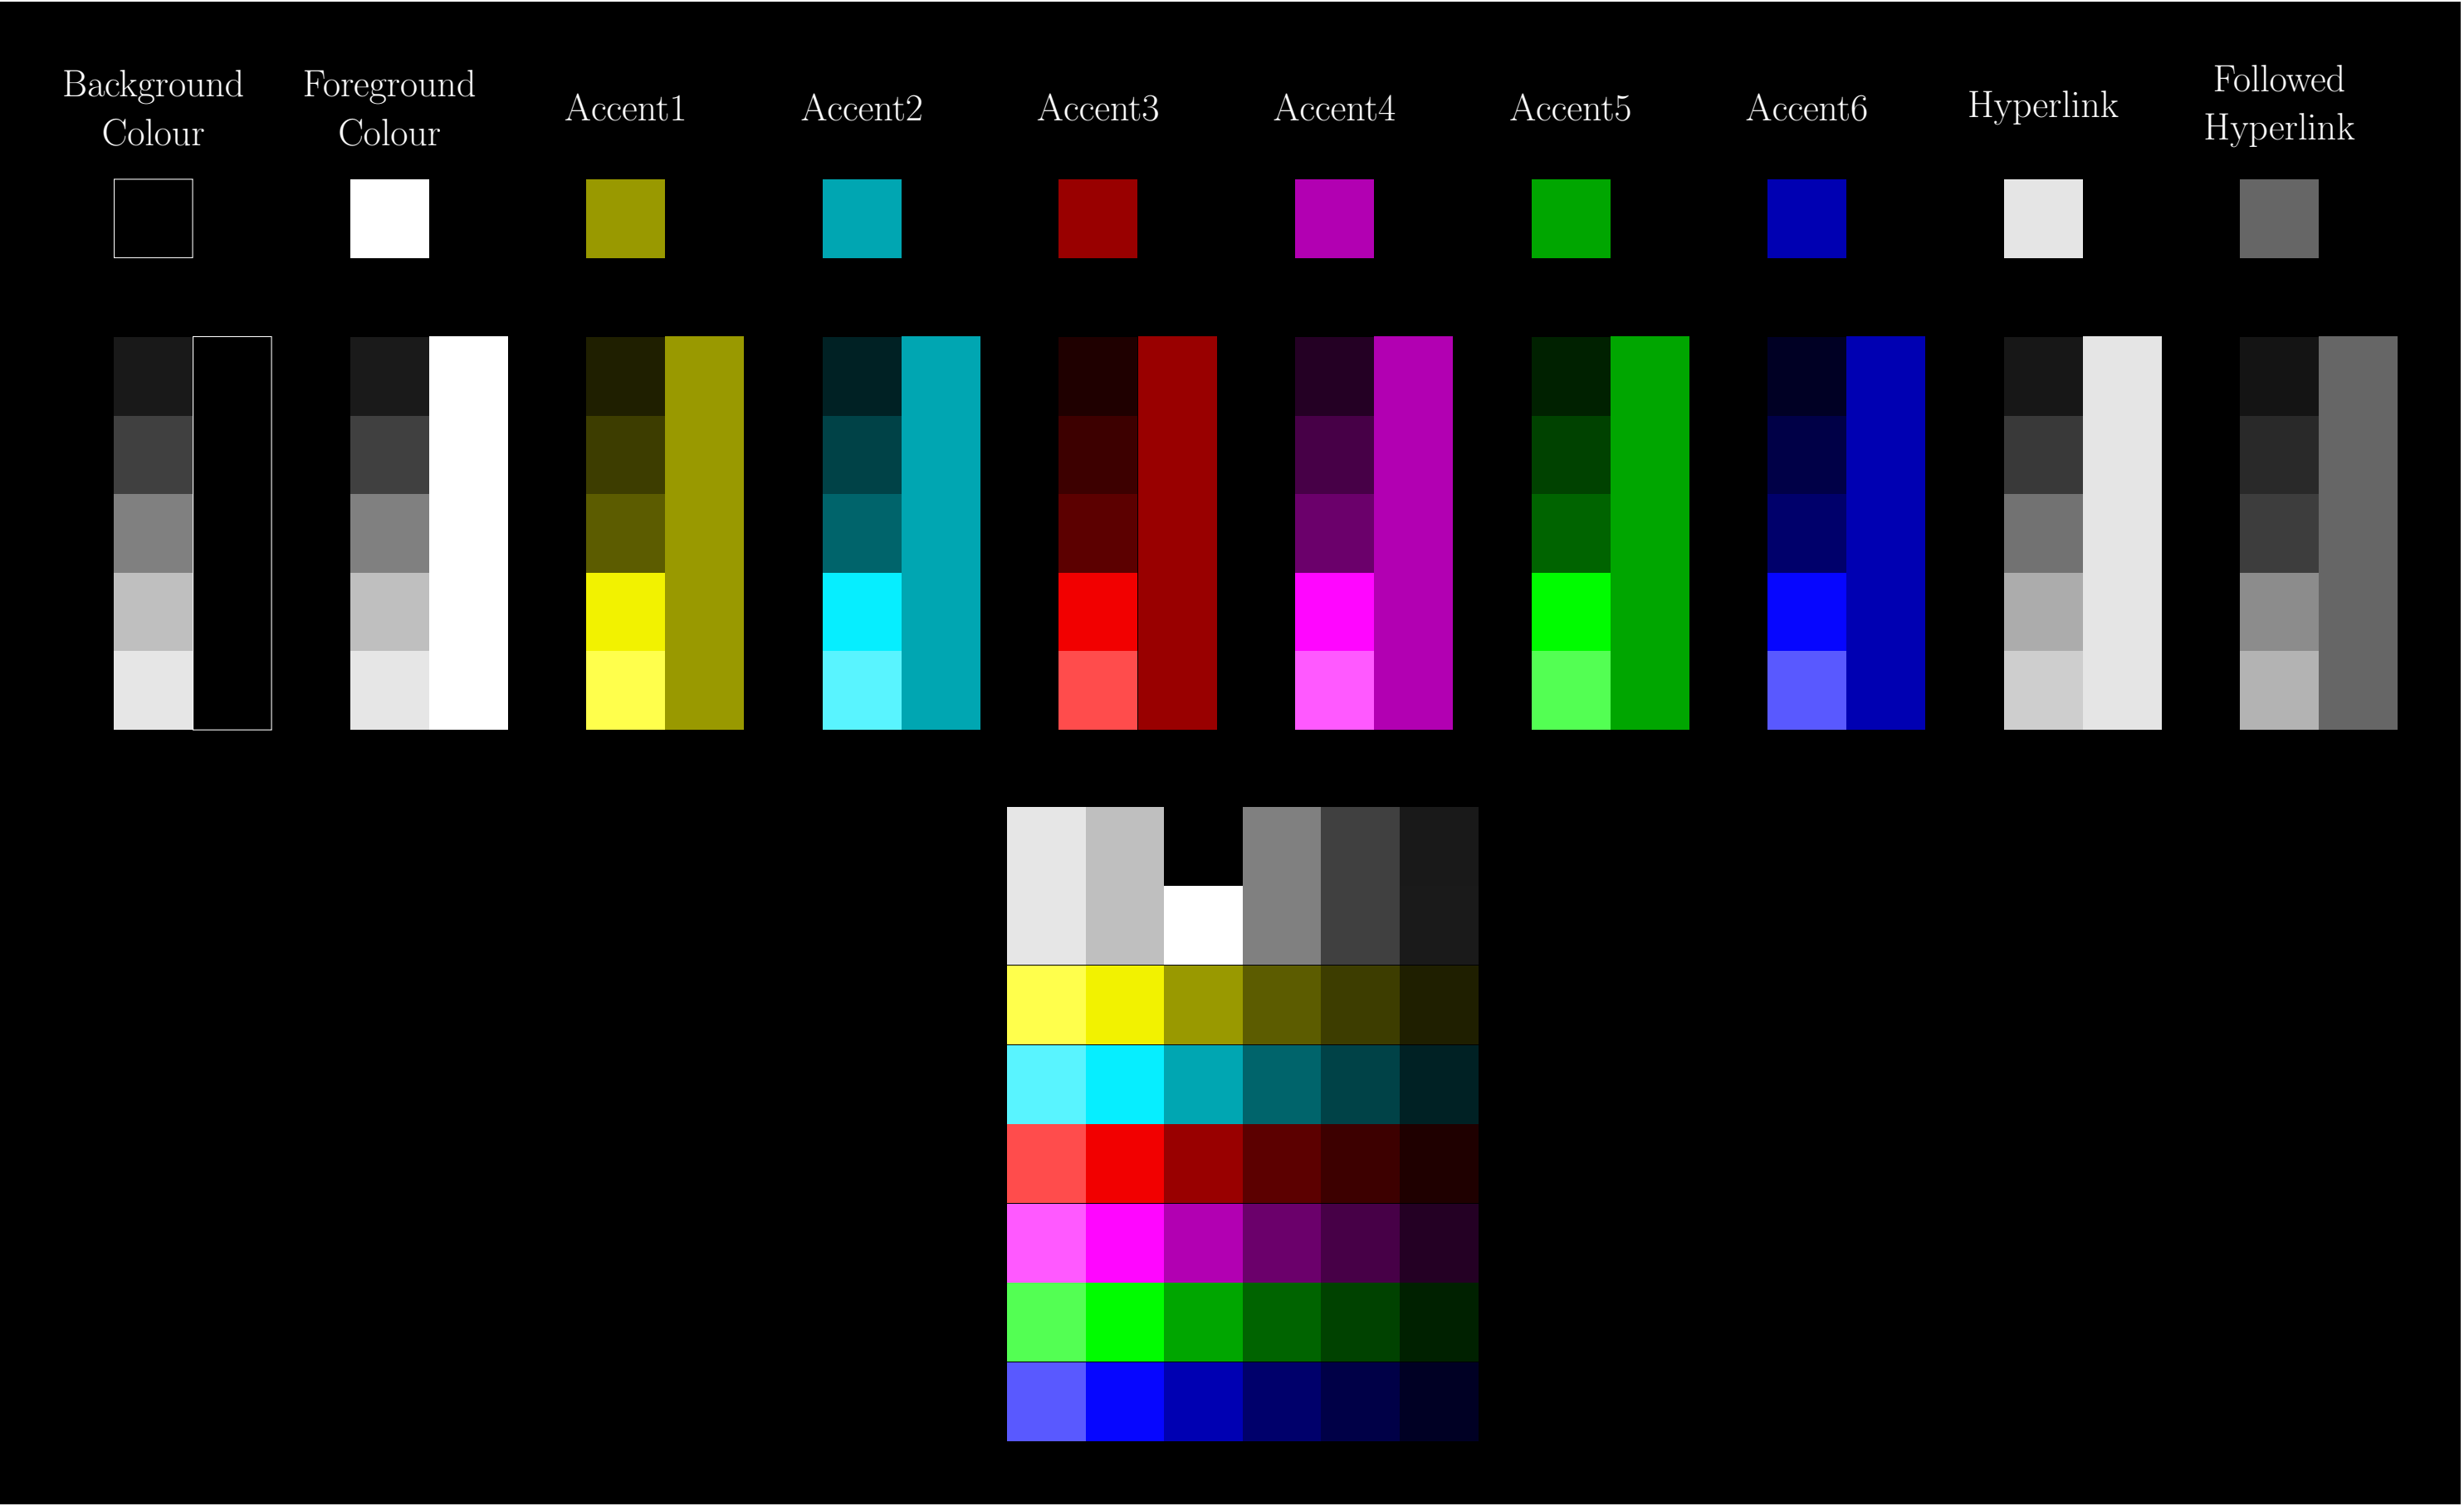 Background
Colour
Foreground
Colour
Accent1
Accent2
Accent3
Accent4
Accent5
Accent6
Hyperlink
Followed
Hyperlink